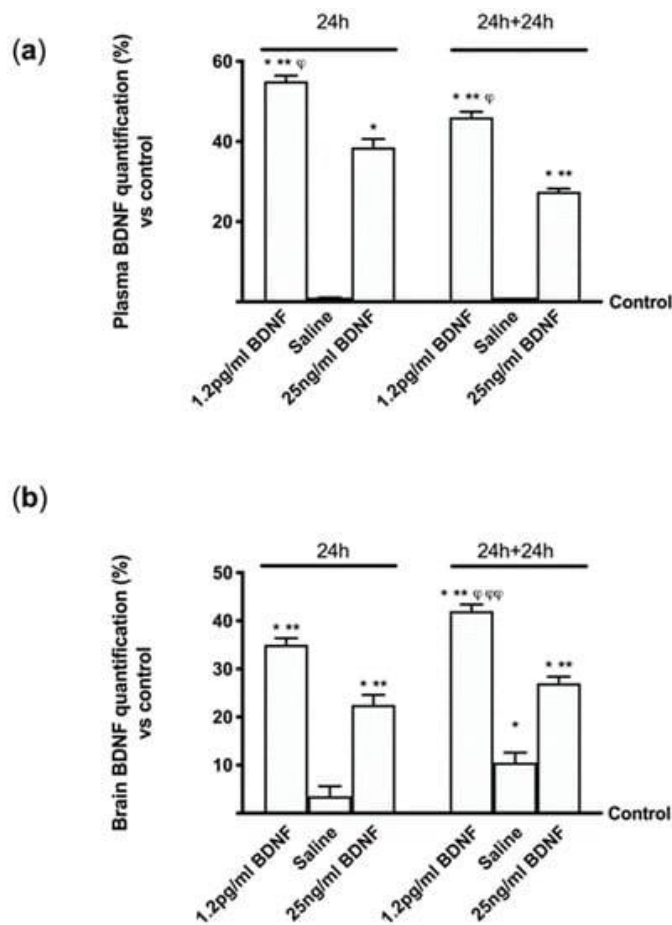 (a)
24h
24h+24h
Plasma BDNF quantification (%)
vs control
60
40
20
* ** φ
*
* ** φ
* **
Control
1.2pg/ml BDNF
Saline
25ng/ml BDNF
1.2pg/ml BDNF
Saline
25ng/ml BDNF
(b)
24h
24h+24h
Brain BDNF quantification (%)
vs control
50
40
30
20
10
* **
* **
* ** φ φφ
*
* **
Control
1.2pg/ml BDNF
Saline
25ng/ml BDNF
1.2pg/ml BDNF
Saline
25ng/ml BDNF